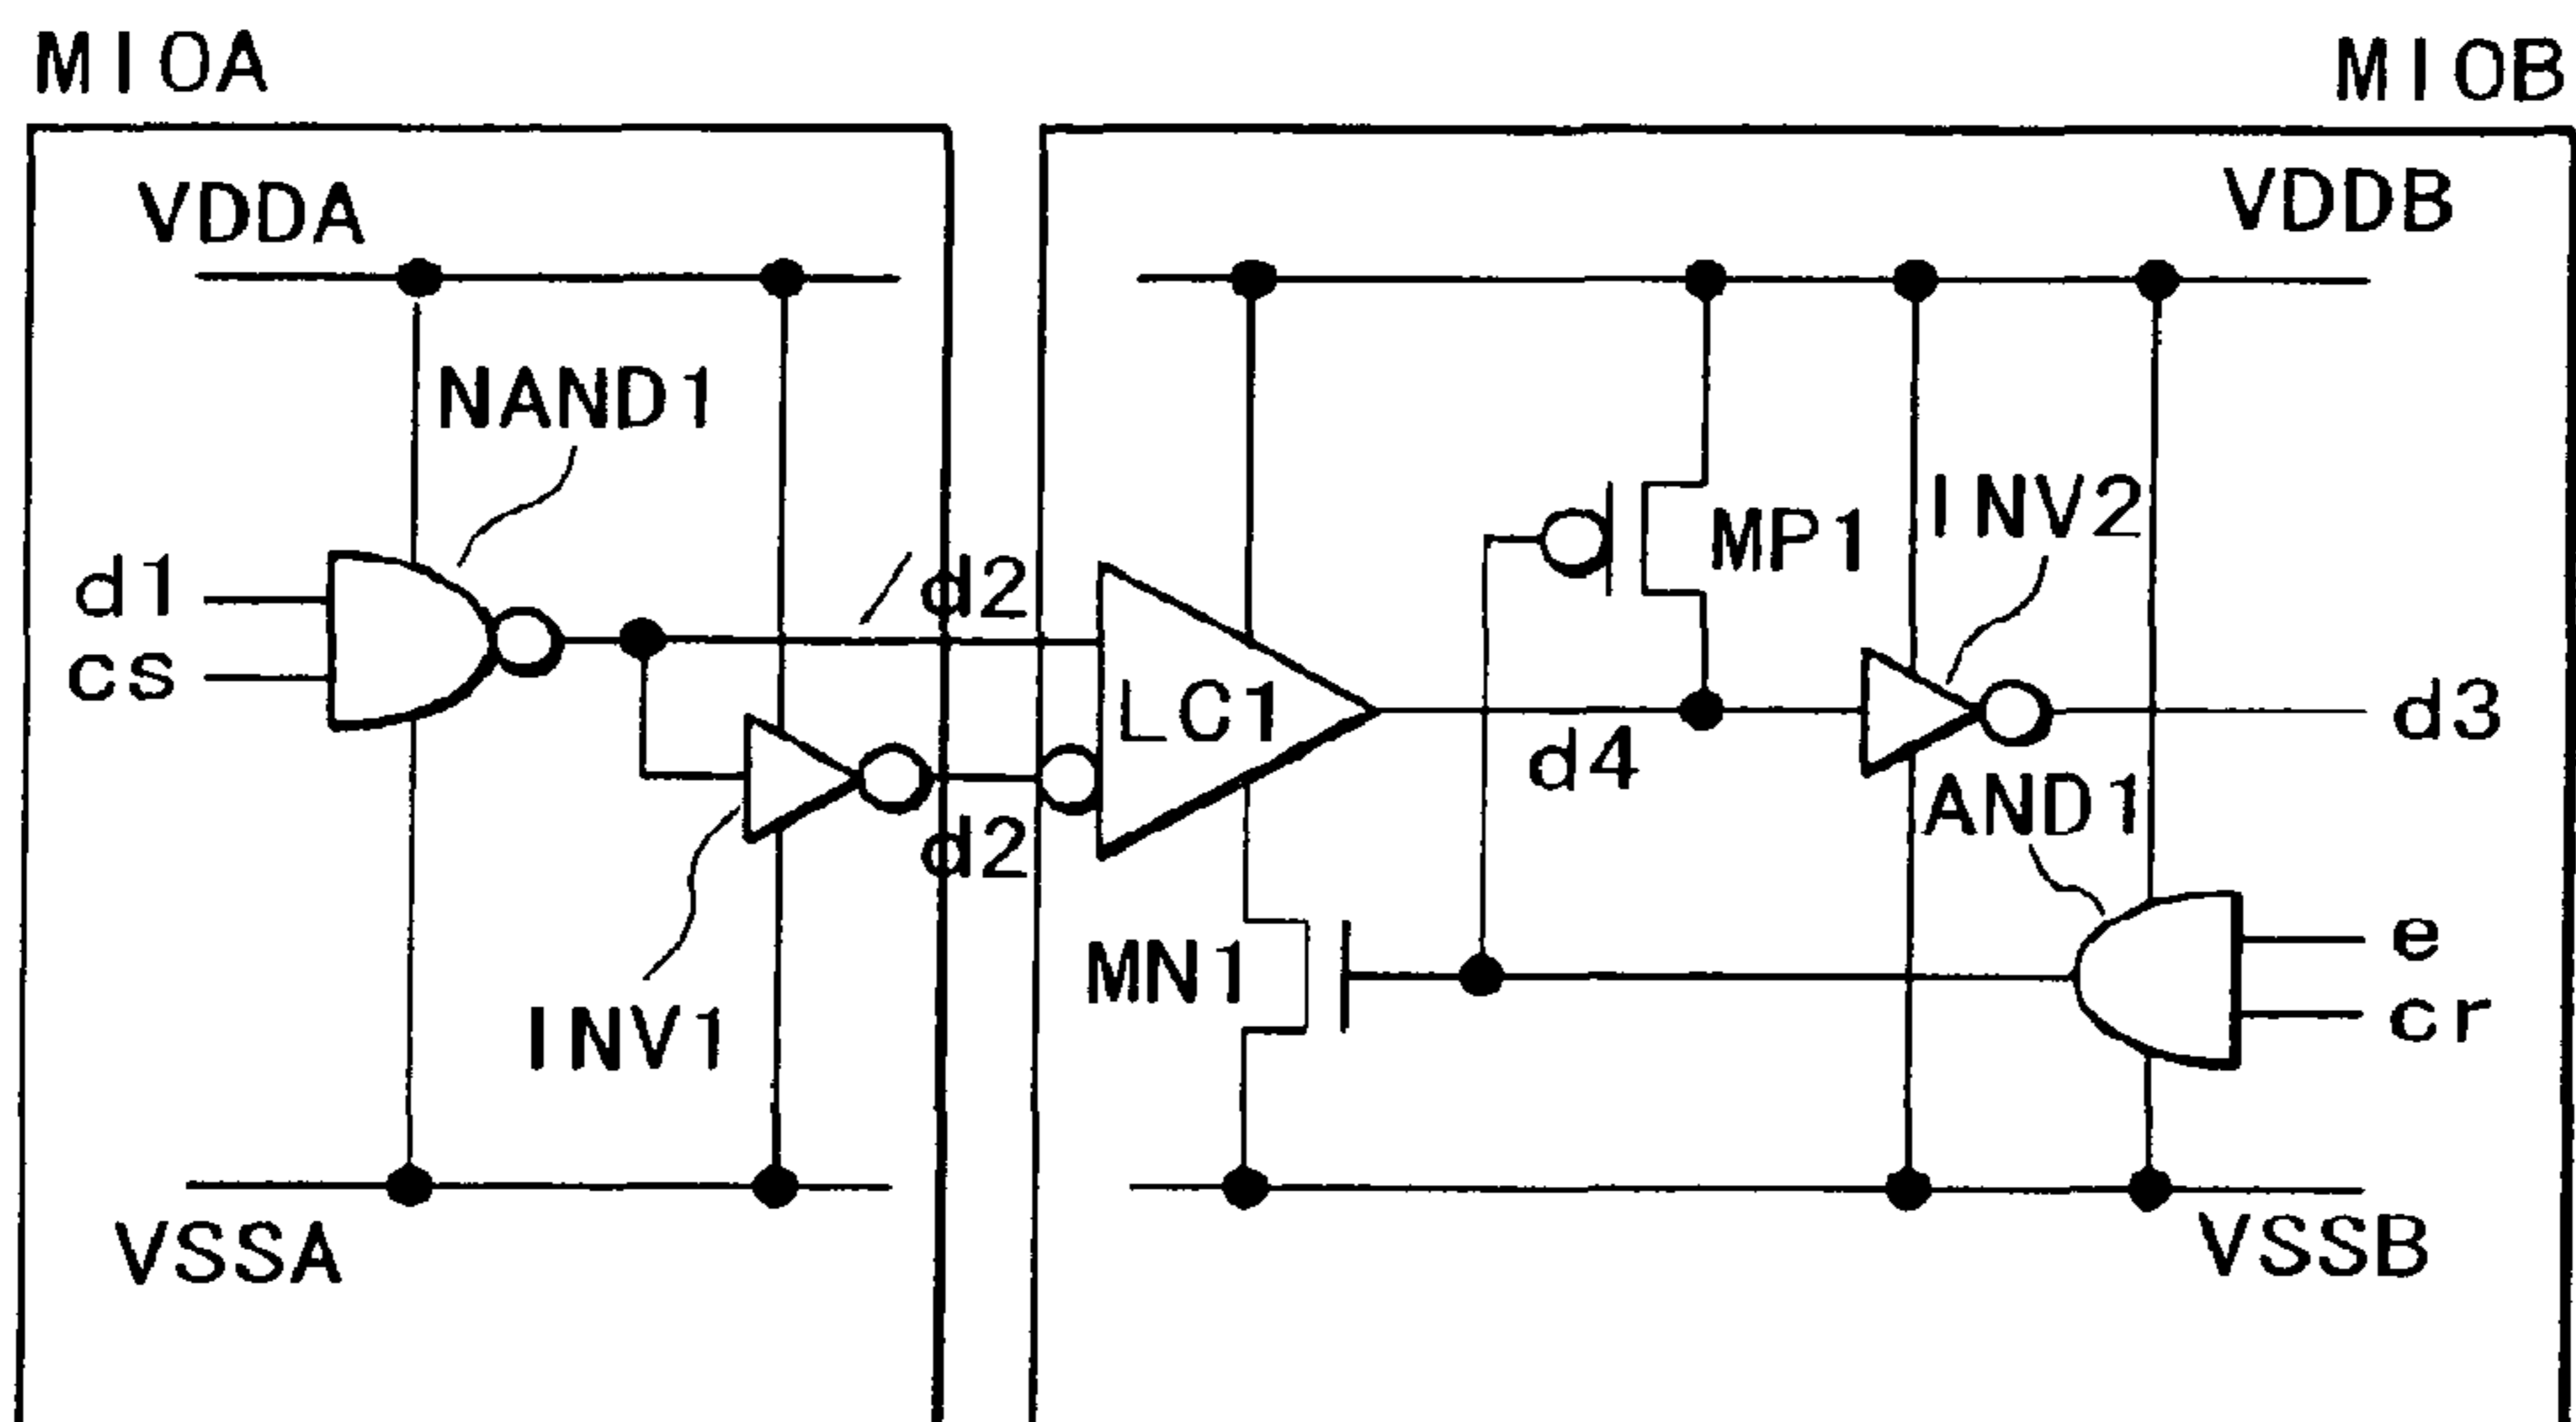 MIOA
MIOB
VDDA
VDDB
NAND1
INV2
MP1
d1
d2
cs
LC1
d3
d4
AND1
d2
e
MN1
cr
INV1
VSSA
VSSB